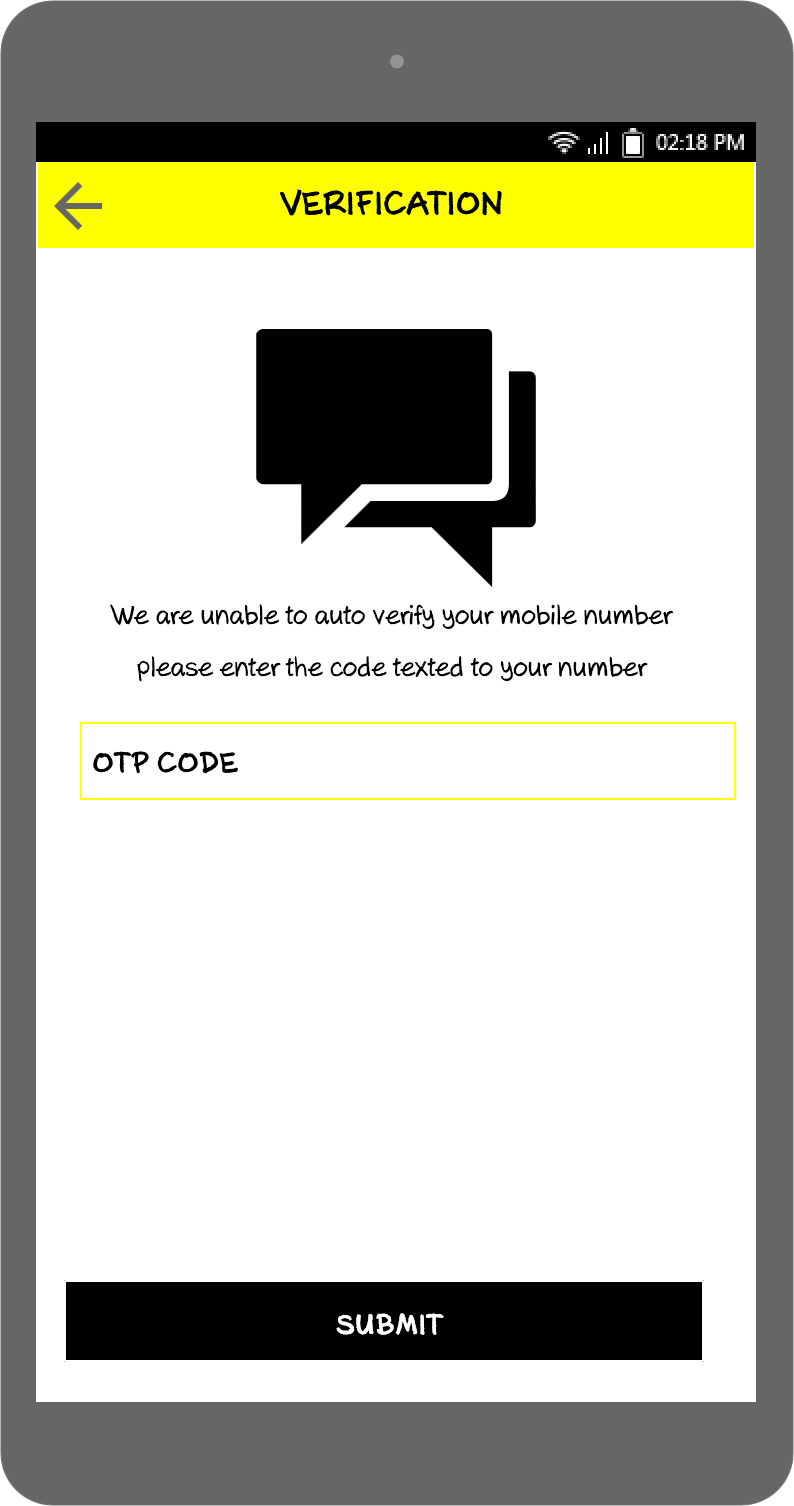 02:18 PM
VERIFICATION
We are unable to auto verify your mobile number
please enter the code texted to your number
OTP CODE
SUBMIT